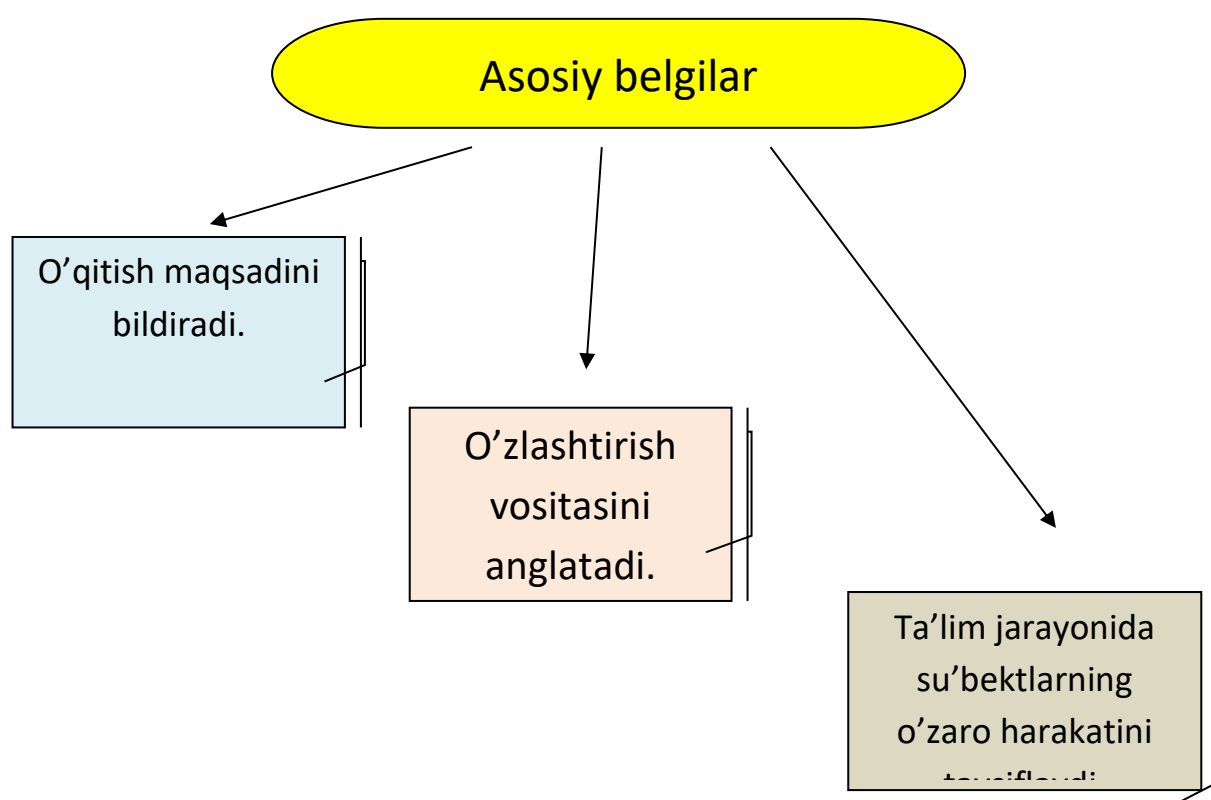 Asosiy belgilar
O’qitish maqsadini
bildiradi.
O’zlashtirish
vositasini
anglatadi.
Ta’lim jarayonida
su’bektlarning
o’zaro harakatini